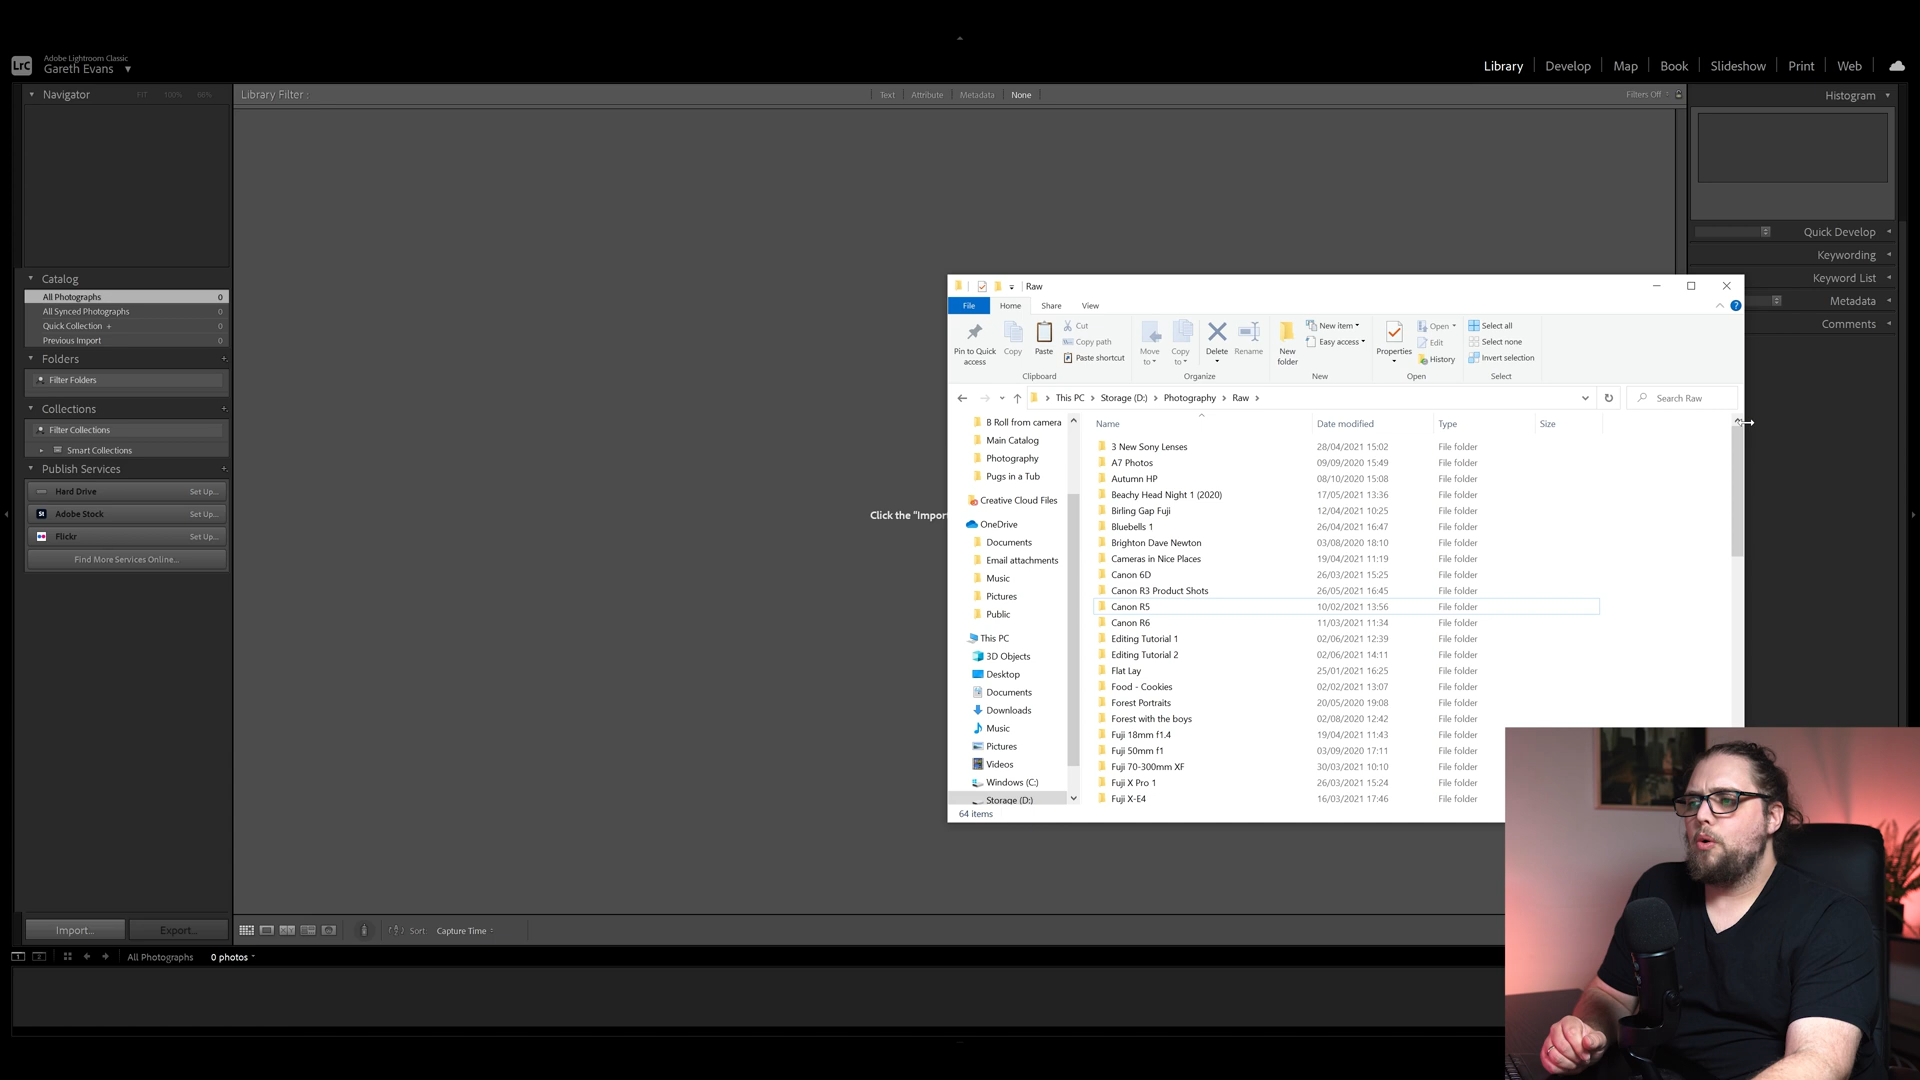 LrC
Adobe Lightroom Classic
Gareth Evans
Library
Develop
Map
Book
Slideshow
Print
Web
Navigator
FIT
100%
66%
Library Filter :
Text
Attribute
Metadata
None
Filters Off
Histogram
Quick Develop
Keywording
Keyword List
Metadata
Comments
Catalog
All Photographs 0
All Synced Photographs 0
Quick Collection + 0
Previous Import 0
Folders
Filter Folders
Collections
Filter Collections
Smart Collections
Publish Services
Hard Drive Set Up...
St Adobe Stock Set Up...
Flickr Set Up...
Find More Services Online...
Click the "Import
Raw
File
Home
Share
View
Pin to Quick access
Copy
Paste
Cut
Copy path
Paste shortcut
Clipboard
Move to
Copy to
Delete
Rename
Organize
New folder
New item
Easy access
New
Properties
Open
Edit
History
Open
Select all
Select none
Invert selection
Select
This PC > Storage (D:) > Photography > Raw >
Search Raw
B Roll from camera
Main Catalog
Photography
Pugs in a Tub
Creative Cloud Files
OneDrive
Documents
Email attachments
Music
Pictures
Public
This PC
3D Objects
Desktop
Documents
Downloads
Music
Pictures
Videos
Windows (C:)
Storage (D:)
Name Date modified Type Size
3 New Sony Lenses 28/04/2021 15:02 File folder
A7 Photos 09/09/2020 15:49 File folder
Autumn HP 08/10/2020 15:08 File folder
Beachy Head Night 1 (2020) 17/05/2021 13:36 File folder
Birling Gap Fuji 12/04/2021 10:25 File folder
Bluebells 1 26/04/2021 16:47 File folder
Brighton Dave Newton 03/08/2020 18:10 File folder
Cameras in Nice Places 19/04/2021 11:19 File folder
Canon 6D 26/03/2021 15:25 File folder
Canon R3 Product Shots 26/05/2021 16:45 File folder
Canon R5 10/02/2021 13:56 File folder
Canon R6 11/03/2021 11:34 File folder
Editing Tutorial 1 02/06/2021 12:39 File folder
Editing Tutorial 2 02/06/2021 14:11 File folder
Flat Lay 25/01/2021 16:25 File folder
Food - Cookies 02/02/2021 13:07 File folder
Forest Portraits 20/05/2020 19:08 File folder
Forest with the boys 02/08/2020 12:42 File folder
Fuji 18mm f1.4 19/04/2021 11:43 File folder
Fuji 50mm f1 03/09/2020 17:11 File folder
Fuji 70-300mm XF 30/03/2021 10:10 File folder
Fuji X Pro 1 26/03/2021 15:24 File folder
Fuji X-E4 16/03/2021 17:46 File folder
64 items
Import...
Export...
Sort:
Capture Time
1
2
All Photographs
0 photos